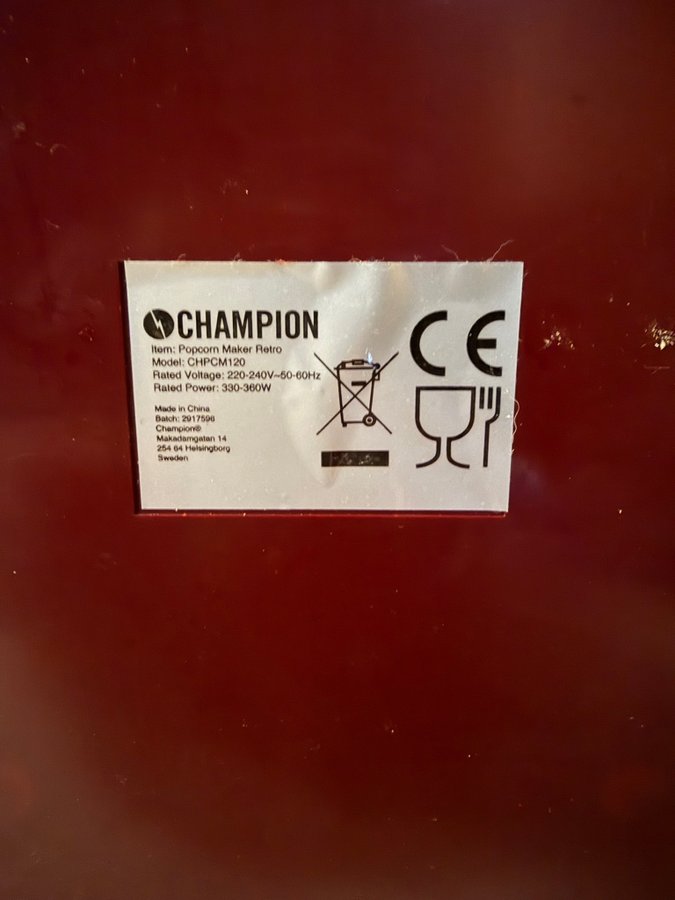 CHAMPION
Item: Popcorn Maker Retro
Model: CHPCM120
Rated Voltage: 220-240V~50-60Hz
Rated Power: 330-360W
Made in China
Batch: 2917596
Champion®
Makadamgatan 14
254 64 Helsingborg
Sweden
CE